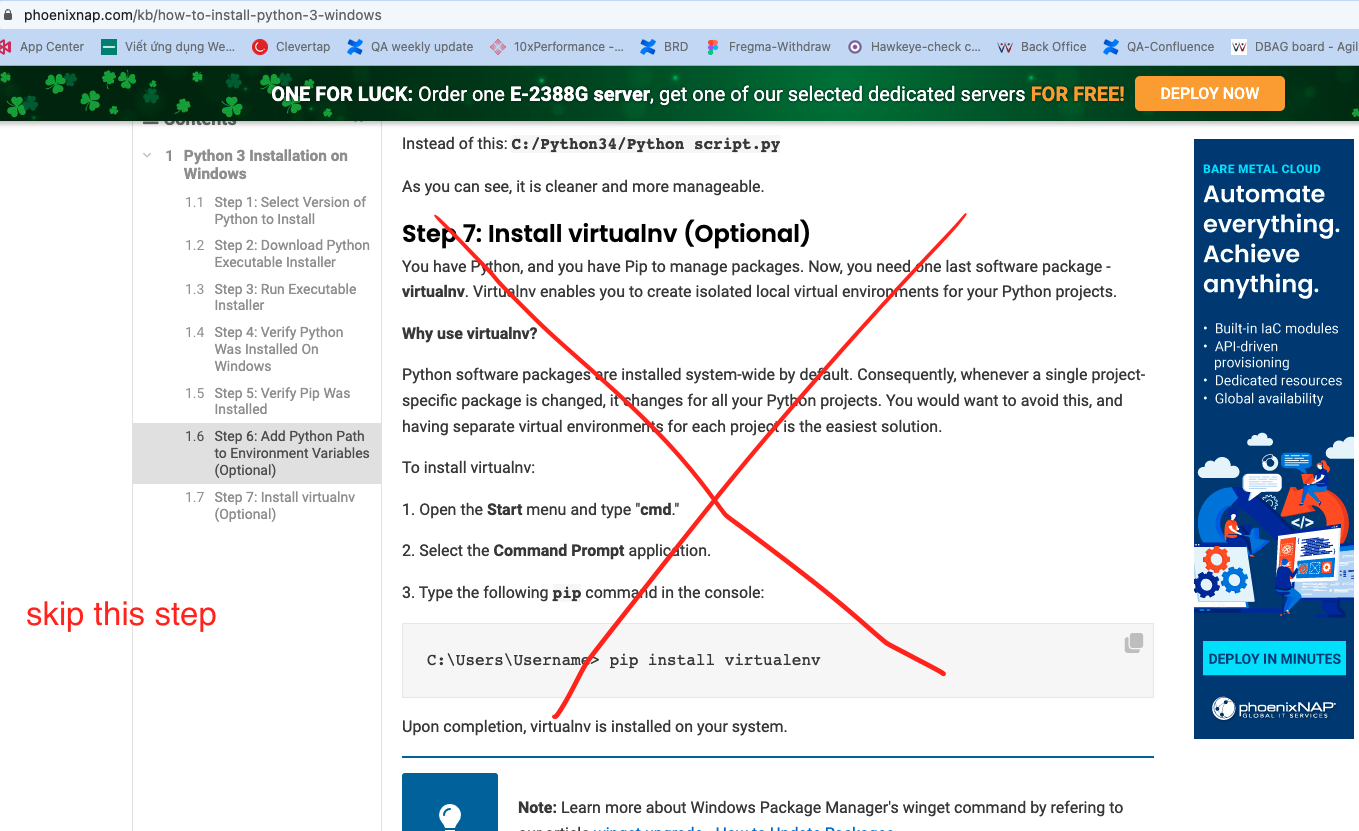 phoenixnap.com/kb/how-to-install-python-3-windows
App Center
Viết ứng dụng We...
Clevertap
QA weekly update
10xPerformance -...
BRD
Fregma-Withdraw
Hawkeye-check c...
Back Office
QA-Confluence
DBAG board - Agil
ONE FOR LUCK: Order one E-2388G server, get one of our selected dedicated servers FOR FREE!
DEPLOY NOW
Contents
1 Python 3 Installation on
Windows
1.1 Step 1: Select Version of
Python to Install
1.2 Step 2: Download Python
Executable Installer
1.3 Step 3: Run Executable
Installer
1.4 Step 4: Verify Python
Was Installed On
Windows
1.5 Step 5: Verify Pip Was
Installed
1.6 Step 6: Add Python Path
to Environment Variables
(Optional)
1.7 Step 7: Install virtualnv
(Optional)
skip this step
Instead of this: C:/Python34/Python script.py
As you can see, it is cleaner and more manageable.
Step 7: Install virtualnv (Optional)
You have Python, and you have Pip to manage packages. Now, you need one last software package -
virtualnv. Virtualnv enables you to create isolated local virtual environments for your Python projects.
Why use virtualnv?
Python software packages are installed system-wide by default. Consequently, whenever a single project-
specific package is changed, it changes for all your Python projects. You would want to avoid this, and
having separate virtual environments for each project is the easiest solution.
To install virtualnv:
1. Open the Start menu and type "cmd."
2. Select the Command Prompt application.
3. Type the following pip command in the console:
C:\Users\Username> pip install virtualenv
Upon completion, virtualnv is installed on your system.
Note: Learn more about Windows Package Manager's winget command by refering to
our article winget upgrade - How to Update Packages
BARE METAL CLOUD
Automate
everything.
Achieve
anything.
• Built-in IaC modules
• API-driven
provisioning
• Dedicated resources
• Global availability
</>
DEPLOY IN MINUTES
phoenixNAP
GLOBAL IT SERVICES